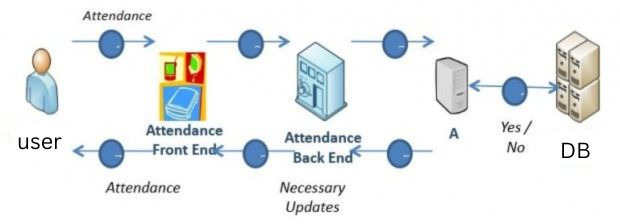 Attendance
user
Attendance
Front End
Attendance
Back End
A
Yes /
No
DB
Attendance
Necessary
Updates